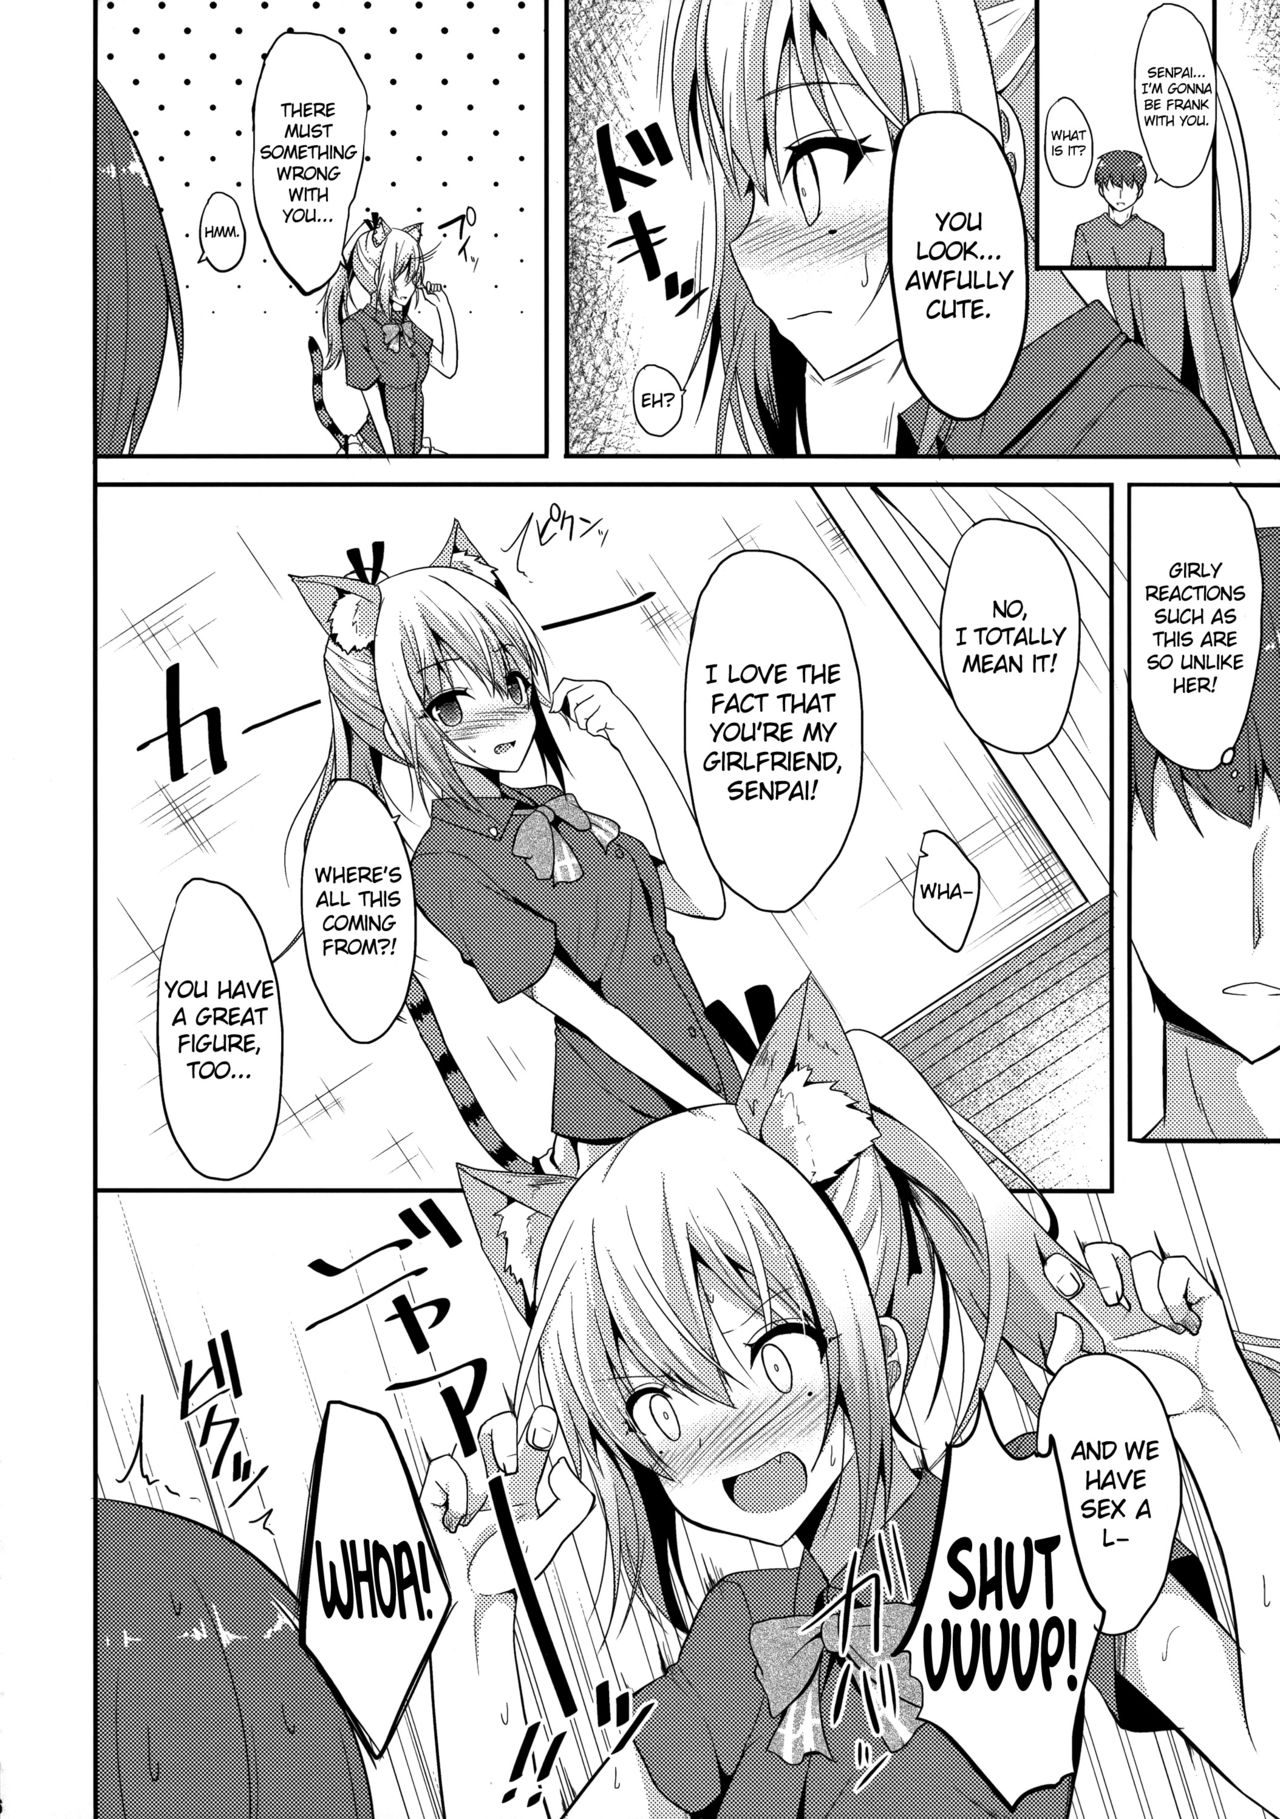 SENPAI...
I'M GONNA
BE FRANK
WITH YOU.
WHAT
IS IT?
YOU
LOOK...
AWFULLY
CUTE.
ドキッ
EH?
THERE
MUST
SOMETHING
WRONG
WITH
YOU...
HMM.
プイッ
GIRLY
REACTIONS
SUCH AS
THIS ARE
SO UNLIKE
HER!
NO,
I TOTALLY
MEAN IT!
WHA-
I LOVE THE
FACT THAT
YOU'RE MY
GIRLFRIEND,
SENPAI!
ピクンッ
カーー
WHERE'S
ALL THIS
COMING
FROM?!
YOU HAVE
A GREAT
FIGURE,
TOO...
AND WE
HAVE
SEX A
L-
SHUT
UUUUUP!
ガバッ
ニャアー!!
WHOA!
ビクッ